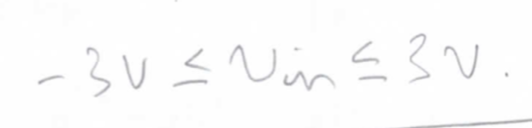 -3V ≤ Vin ≤ 3V.